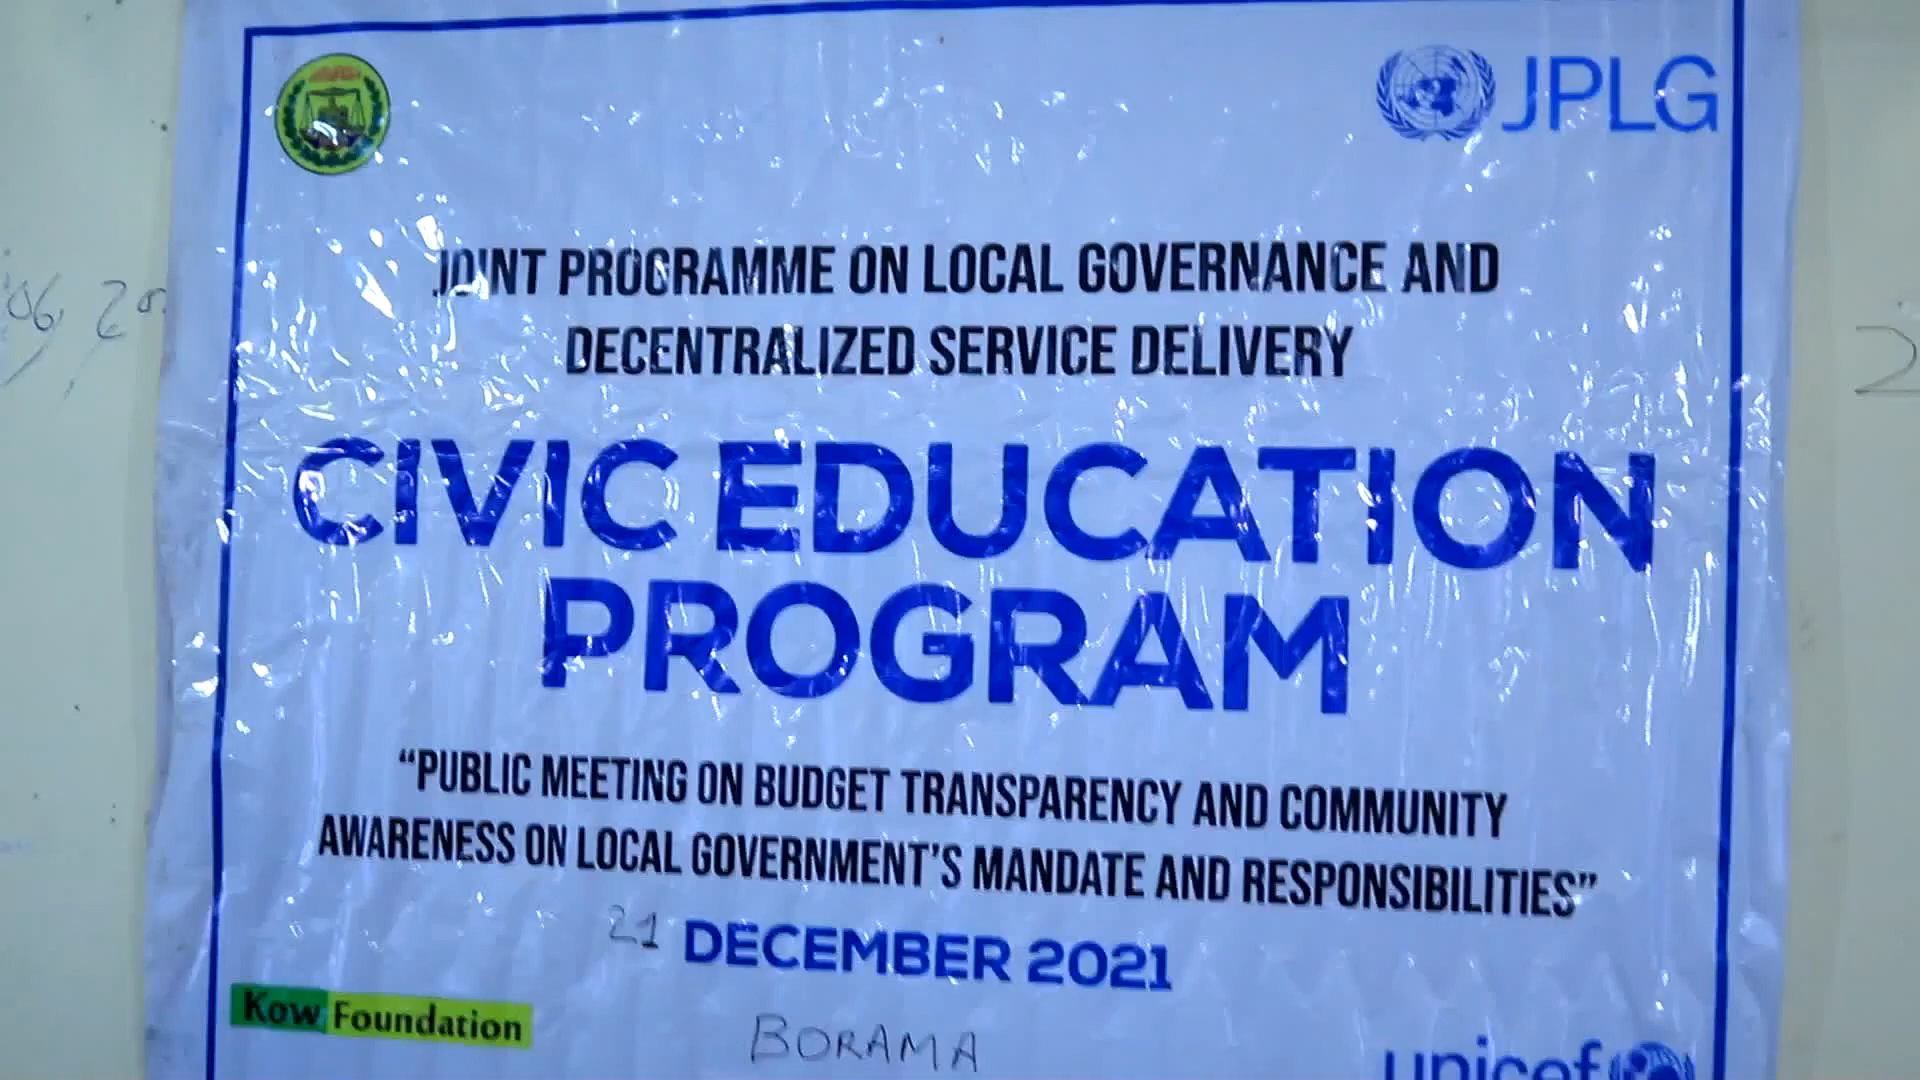 JPLG
JOINT PROGRAMME ON LOCAL GOVERNANCE AND
DECENTRALIZED SERVICE DELIVERY
CIVIC EDUCATION
PROGRAM
“PUBLIC MEETING ON BUDGET TRANSPARENCY AND COMMUNITY
AWARENESS ON LOCAL GOVERNMENT’S MANDATE AND RESPONSIBILITIES”
21 DECEMBER 2021
Kow Foundation
BORAMA
unicef